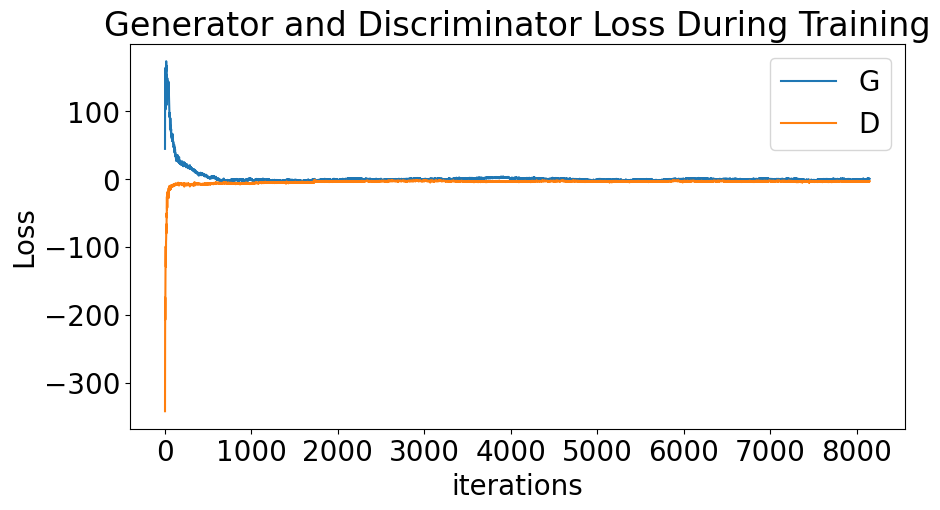 Generator and Discriminator Loss During Training
G
D
100
0
−100
−200
−300
Loss
0 1000 2000 3000 4000 5000 6000 7000 8000
iterations